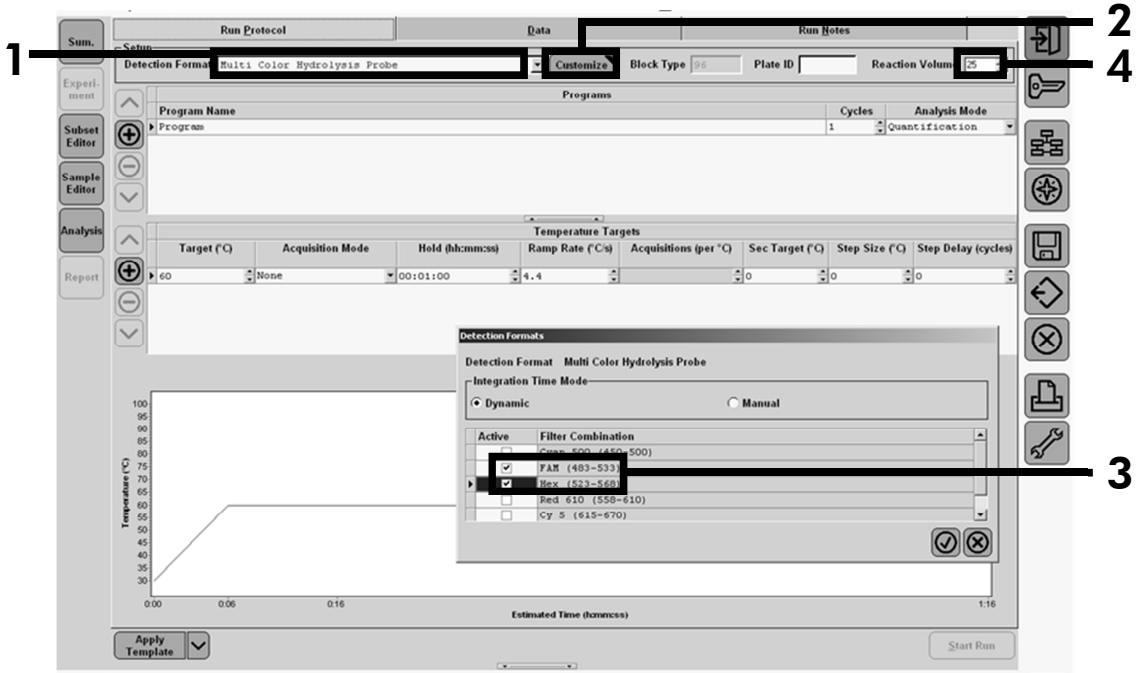 1
2
3
4
Sum.
Experi-
ment
Subset
Editor
Sample
Editor
Analysis
Report
Run Protocol
Data
Run Notes
Setup
Detection Format
Multi Color Hydrolysis Probe
Customize
Block Type 96
Plate ID
Reaction Volume 25
Programs
Program Name Cycles Analysis Mode
Program 1 Quantification
Temperature Targets
Target (°C) Acquisition Mode Hold (hh:mm:ss) Ramp Rate (°C/s) Acquisitions (per °C) Sec Target (°C) Step Size (°C) Step Delay (cycles)
60 None 00:01:00 4.4 0 0 0
Detection Formats
Detection Format Multi Color Hydrolysis Probe
Integration Time Mode
Dynamic Manual
Active Filter Combination
Cyan 500 (450-500)
FAM (483-533)
Hex (523-568)
Red 610 (558-610)
Cy 5 (615-670)
Temperature (°C)
100
95
90
85
80
75
70
65
60
55
50
45
40
35
30
0:00 0:06 0:16 1:16
Estimated Time (h:mm:ss)
Apply
Template
Start Run